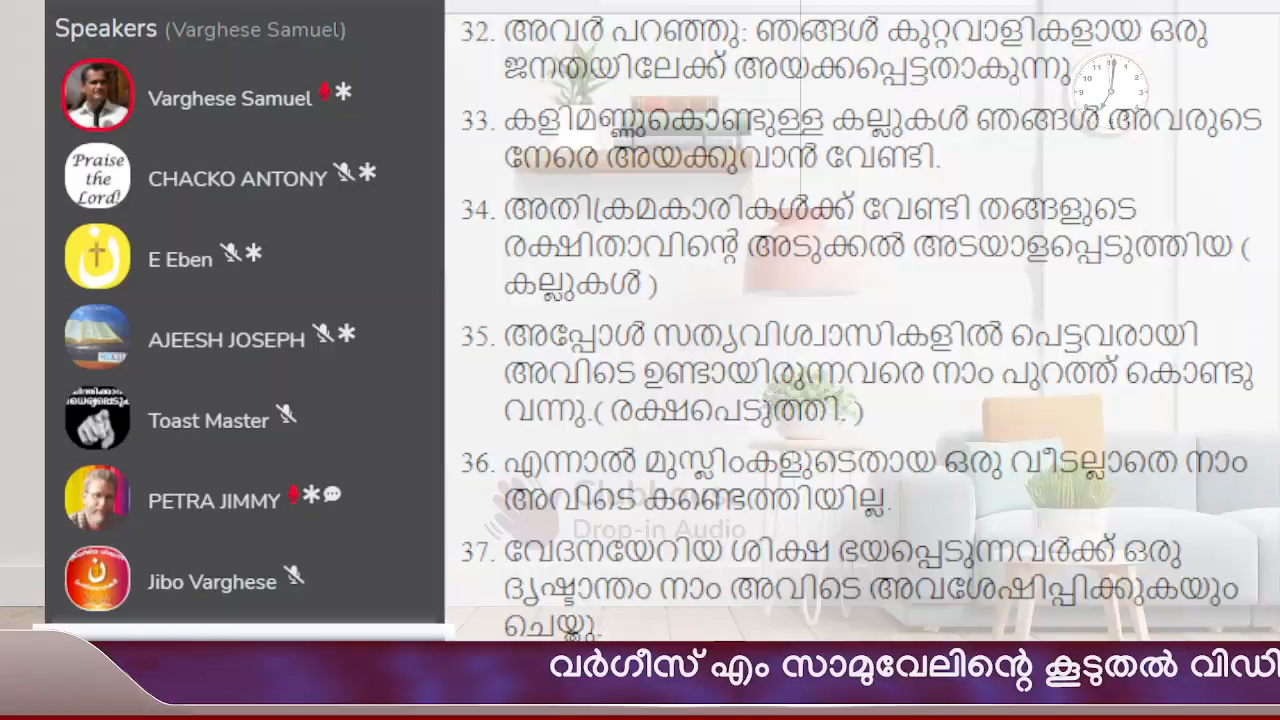 Speakers (Varghese Samuel)
Varghese Samuel
Praise
the
Lord!
CHACKO ANTONY
E Eben
AJEESH JOSEPH
Toast Master
PETRA JIMMY
Jibo Varghese
32. അവർ പറഞ്ഞു: ഞങ്ങൾ കുറ്റവാളികളായ ഒരു
ജനതയിലേക്ക് അയക്കപ്പെട്ടതാകുന്നു
33. കളിമണ്ണുകൊണ്ടുള്ള കല്ലുകൾ ഞങ്ങൾ അവരുടെ
നേരെ അയക്കുവാൻ വേണ്ടി.
34. അതിക്രമകാരികൾക്ക് വേണ്ടി തങ്ങളുടെ
രക്ഷിതാവിന്റെ അടുക്കൽ അടയാളപ്പെടുത്തിയ (
കല്ലുകൾ )
35. അപ്പോൾ സത്യവിശ്വാസികളിൽ പെട്ടവരായി
അവിടെ ഉണ്ടായിരുന്നവരെ നാം പുറത്ത് കൊണ്ടു
വന്നു.( രക്ഷപെടുത്തി. )
36. എന്നാൽ മുസ്ലിംകളുടെതായ ഒരു വീടല്ലാതെ നാം
അവിടെ കണ്ടെത്തിയില്ല.
Drop-in Audio
37. വേദനയേറിയ ശിക്ഷ ഭയപ്പെടുന്നവർക്ക് ഒരു
ദൃഷ്ടാന്തം നാം അവിടെ അവശേഷിപ്പിക്കുകയും
ചെയ്തു.
വർഗീസ് എം സാമുവേലിന്റെ കൂടുതൽ വിഡി